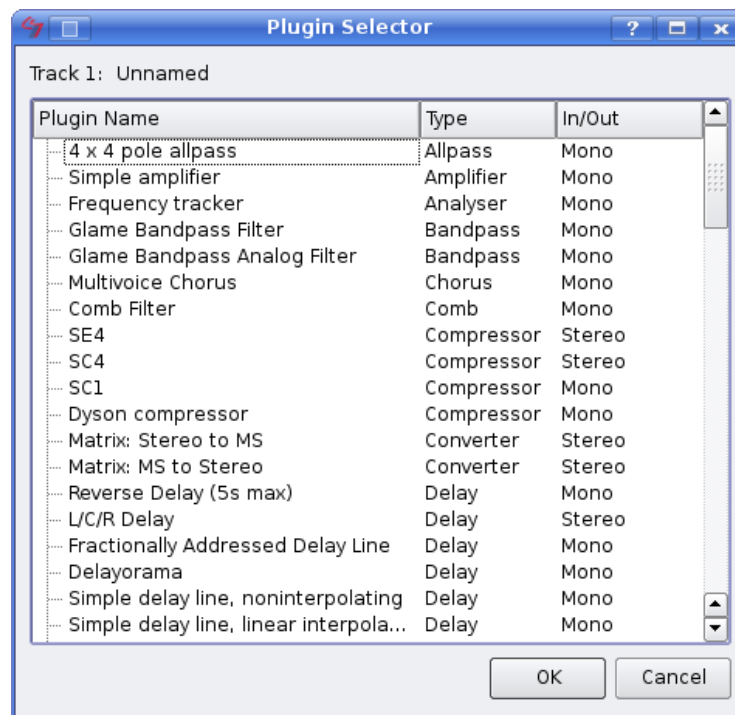 Plugin Selector
?
Track 1: Unnamed
Plugin Name Type In/Out
4 x 4 pole allpass Allpass Mono
Simple amplifier Amplifier Mono
Frequency tracker Analyser Mono
Glame Bandpass Filter Bandpass Mono
Glame Bandpass Analog Filter Bandpass Mono
Multivoice Chorus Chorus Mono
Comb Filter Comb Mono
SE4 Compressor Stereo
SC4 Compressor Stereo
SC1 Compressor Mono
Dyson compressor Compressor Mono
Matrix: Stereo to MS Converter Stereo
Matrix: MS to Stereo Converter Stereo
Reverse Delay (5s max) Delay Mono
L/C/R Delay Delay Stereo
Fractionally Addressed Delay Line Delay Mono
Delayorama Delay Mono
Simple delay line, noninterpolating Delay Mono
Simple delay line, linear interpola... Delay Mono
OK Cancel